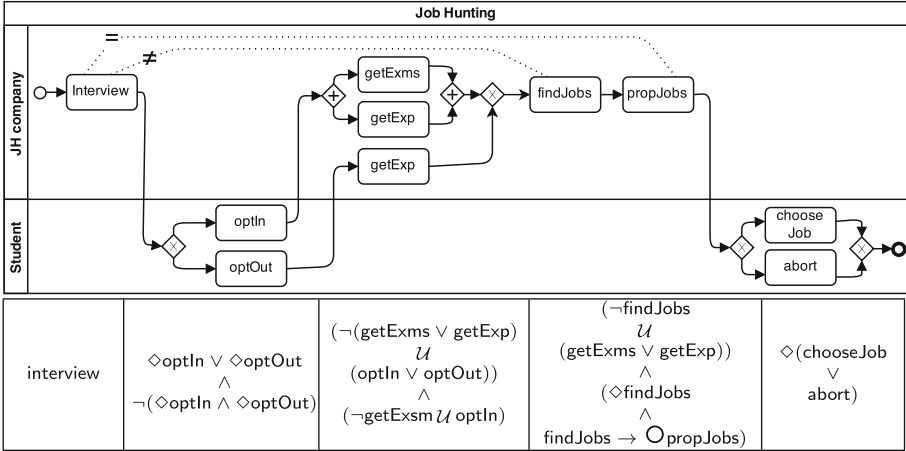 Job Hunting
JH company
=
≠
Interview
getExms
+
+
getExp
X
getExp
findJobs
propJobs
Student
X
optIn
optOut
X
choose
Job
abort
X
interview
◇optIn ∨ ◇optOut
∧
¬(◇optIn ∧ ◇optOut)
(¬(getExms ∨ getExp)
𝒰
(optIn ∨ optOut))
∧
(¬getExsm 𝒰 optIn)
(¬findJobs
𝒰
(getExms ∨ getExp))
∧
(◇findJobs
∧
findJobs → ○propJobs)
◇(chooseJob
∨
abort)